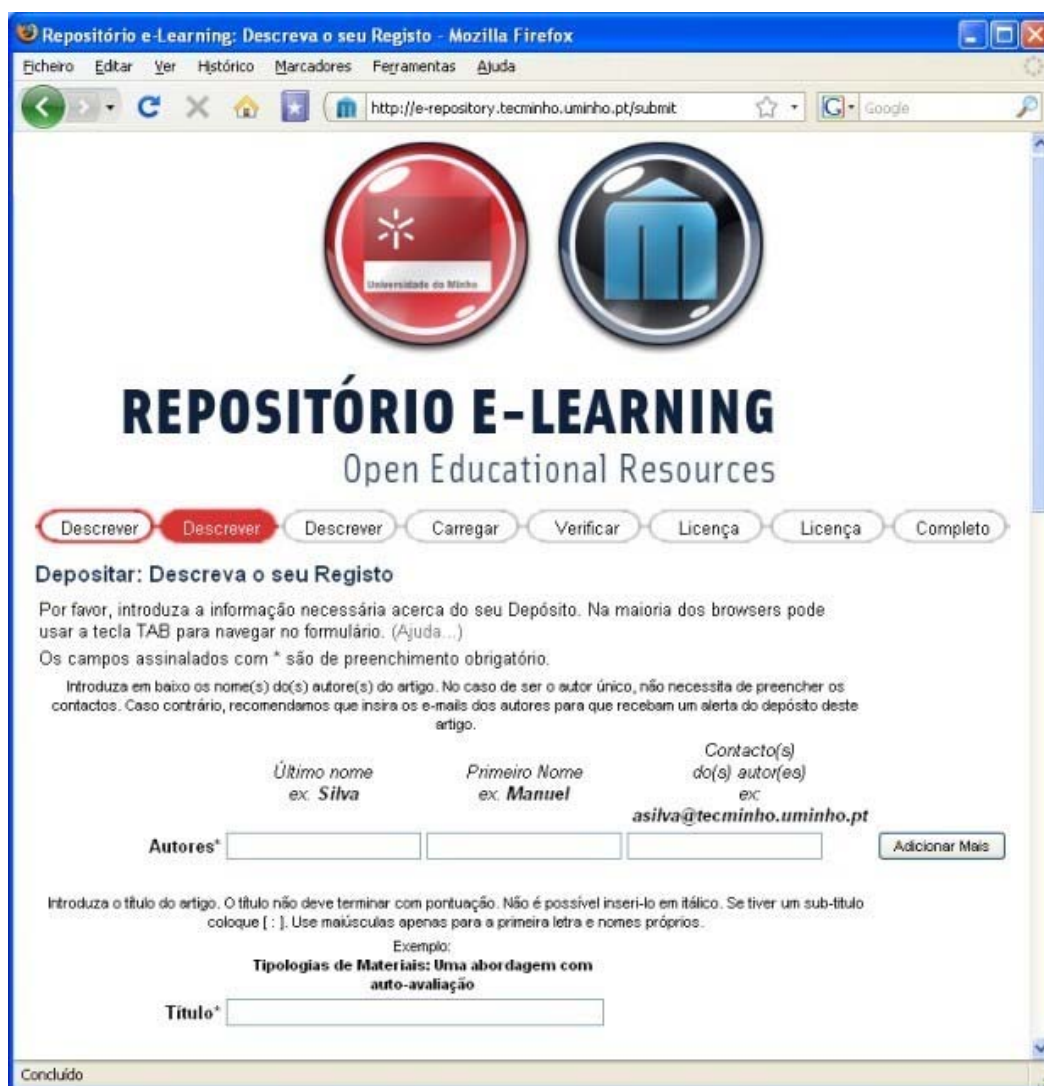 Repositório e-Learning: Descreva o seu Registo - Mozilla Firefox
Ficheiro Editar Ver Histórico Marcadores Ferramentas Ajuda
http://e-repository.tecminho.uminho.pt/submit
G Google
Universidade do Minho
REPOSITÓRIO E-LEARNING
Open Educational Resources
Descrever Descrever Descrever Carregar Verificar Licença Licença Completo
Depositar: Descreva o seu Registo
Por favor, introduza a informação necessária acerca do seu Depósito. Na maioria dos browsers pode
usar a tecla TAB para navegar no formulário. (Ajuda...)
Os campos assinalados com * são de preenchimento obrigatório.
Introduza em baixo os nome(s) do(s) autore(s) do artigo. No caso de ser o autor único, não necessita de preencher os
contactos. Caso contrário, recomendamos que insira os e-mails dos autores para que recebam um alerta do depósito deste
artigo.
Último nome
ex. Silva
Primeiro Nome
ex. Manuel
Contacto(s)
do(s) autor(es)
ex:
asilva@tecminho.uminho.pt
Autores*
Adicionar Mais
Introduza o título do artigo. O título não deve terminar com pontuação. Não é possível inseri-lo em itálico. Se tiver um sub-título
coloque [ : ]. Use maiúsculas apenas para a primeira letra e nomes próprios.
Exemplo:
Tipologias de Materiais: Uma abordagem com
auto-avaliação
Título*
Concluído